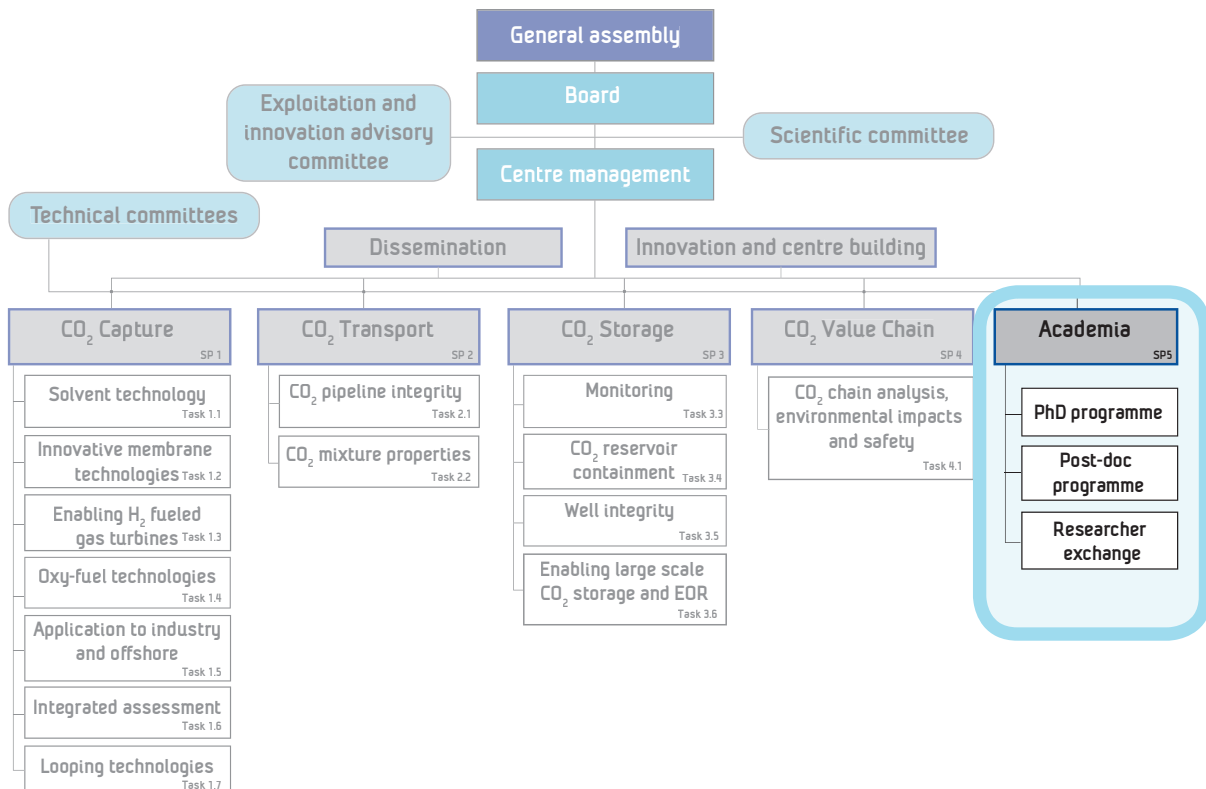 General assembly
Board
Exploitation and
innovation advisory
committee
Scientific committee
Centre management
Technical committees
Dissemination
Innovation and centre building
CO₂ Capture
SP 1
Solvent technology
Task 1.1
Innovative membrane
technologies Task 1.2
Enabling H₂ fueled
gas turbines Task 1.3
Oxy-fuel technologies
Task 1.4
Application to industry
and offshore
Task 1.5
Integrated assessment
Task 1.6
Looping technologies
Task 1.7
CO₂ Transport
SP 2
CO₂ pipeline integrity
Task 2.1
CO₂ mixture properties
Task 2.2
CO₂ Storage
SP 3
Monitoring
Task 3.3
CO₂ reservoir
containment Task 3.4
Well integrity
Task 3.5
Enabling large scale
CO₂ storage and EOR
Task 3.6
CO₂ Value Chain
SP 4
CO₂ chain analysis,
environmental impacts
and safety
Task 4.1
Academia
SP5
PhD programme
Post-doc
programme
Researcher
exchange